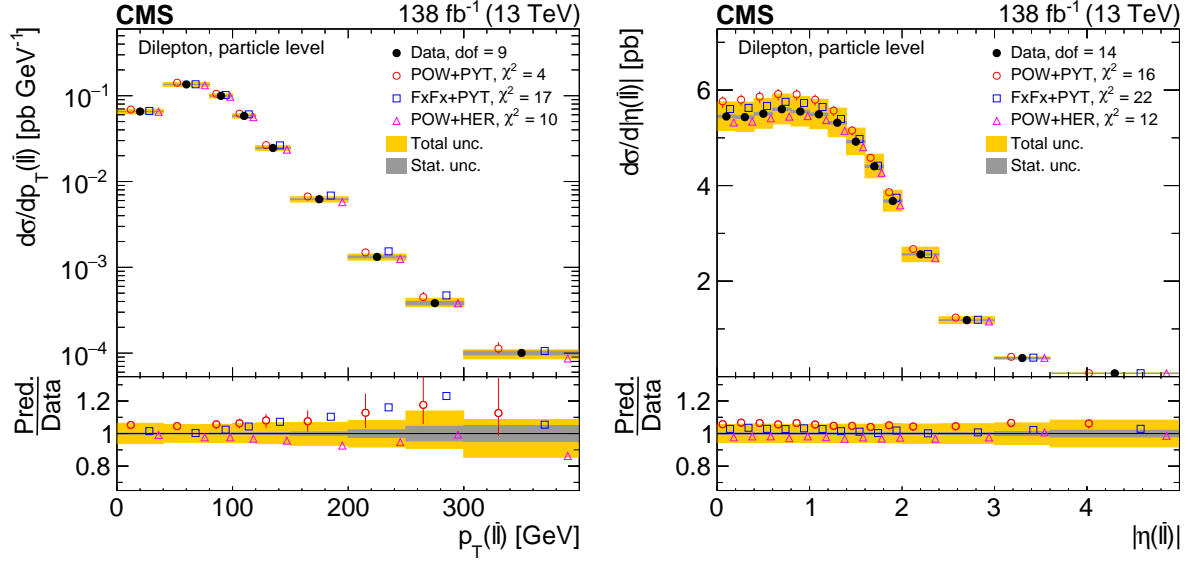 CMS 138 fb⁻¹ (13 TeV)
Dilepton, particle level
Data, dof = 9
POW+PYT, χ² = 4
FxFx+PYT, χ² = 17
POW+HER, χ² = 10
Total unc.
Stat. unc.
dσ/dp_T(ll̄) [pb GeV⁻¹]
10⁻¹
10⁻²
10⁻³
10⁻⁴
Pred.
Data
1.2
1
0.8
0 100 200 300
p_T(ll̄) [GeV]
CMS 138 fb⁻¹ (13 TeV)
Dilepton, particle level
Data, dof = 14
POW+PYT, χ² = 16
FxFx+PYT, χ² = 22
POW+HER, χ² = 12
Total unc.
Stat. unc.
dσ/d|η(ll̄)| [pb]
6
4
2
Pred.
Data
1.2
1
0.8
0 1 2 3 4
|η(ll̄)|